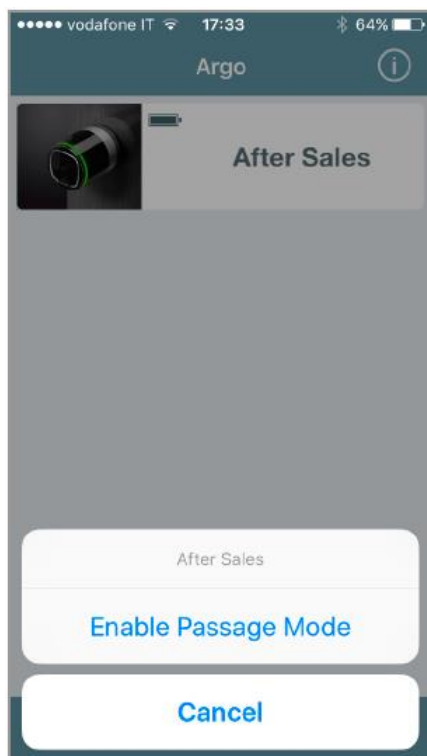 ●●●●● vodafone IT 17:33 64%
Argo
After Sales
After Sales
Enable Passage Mode
Cancel